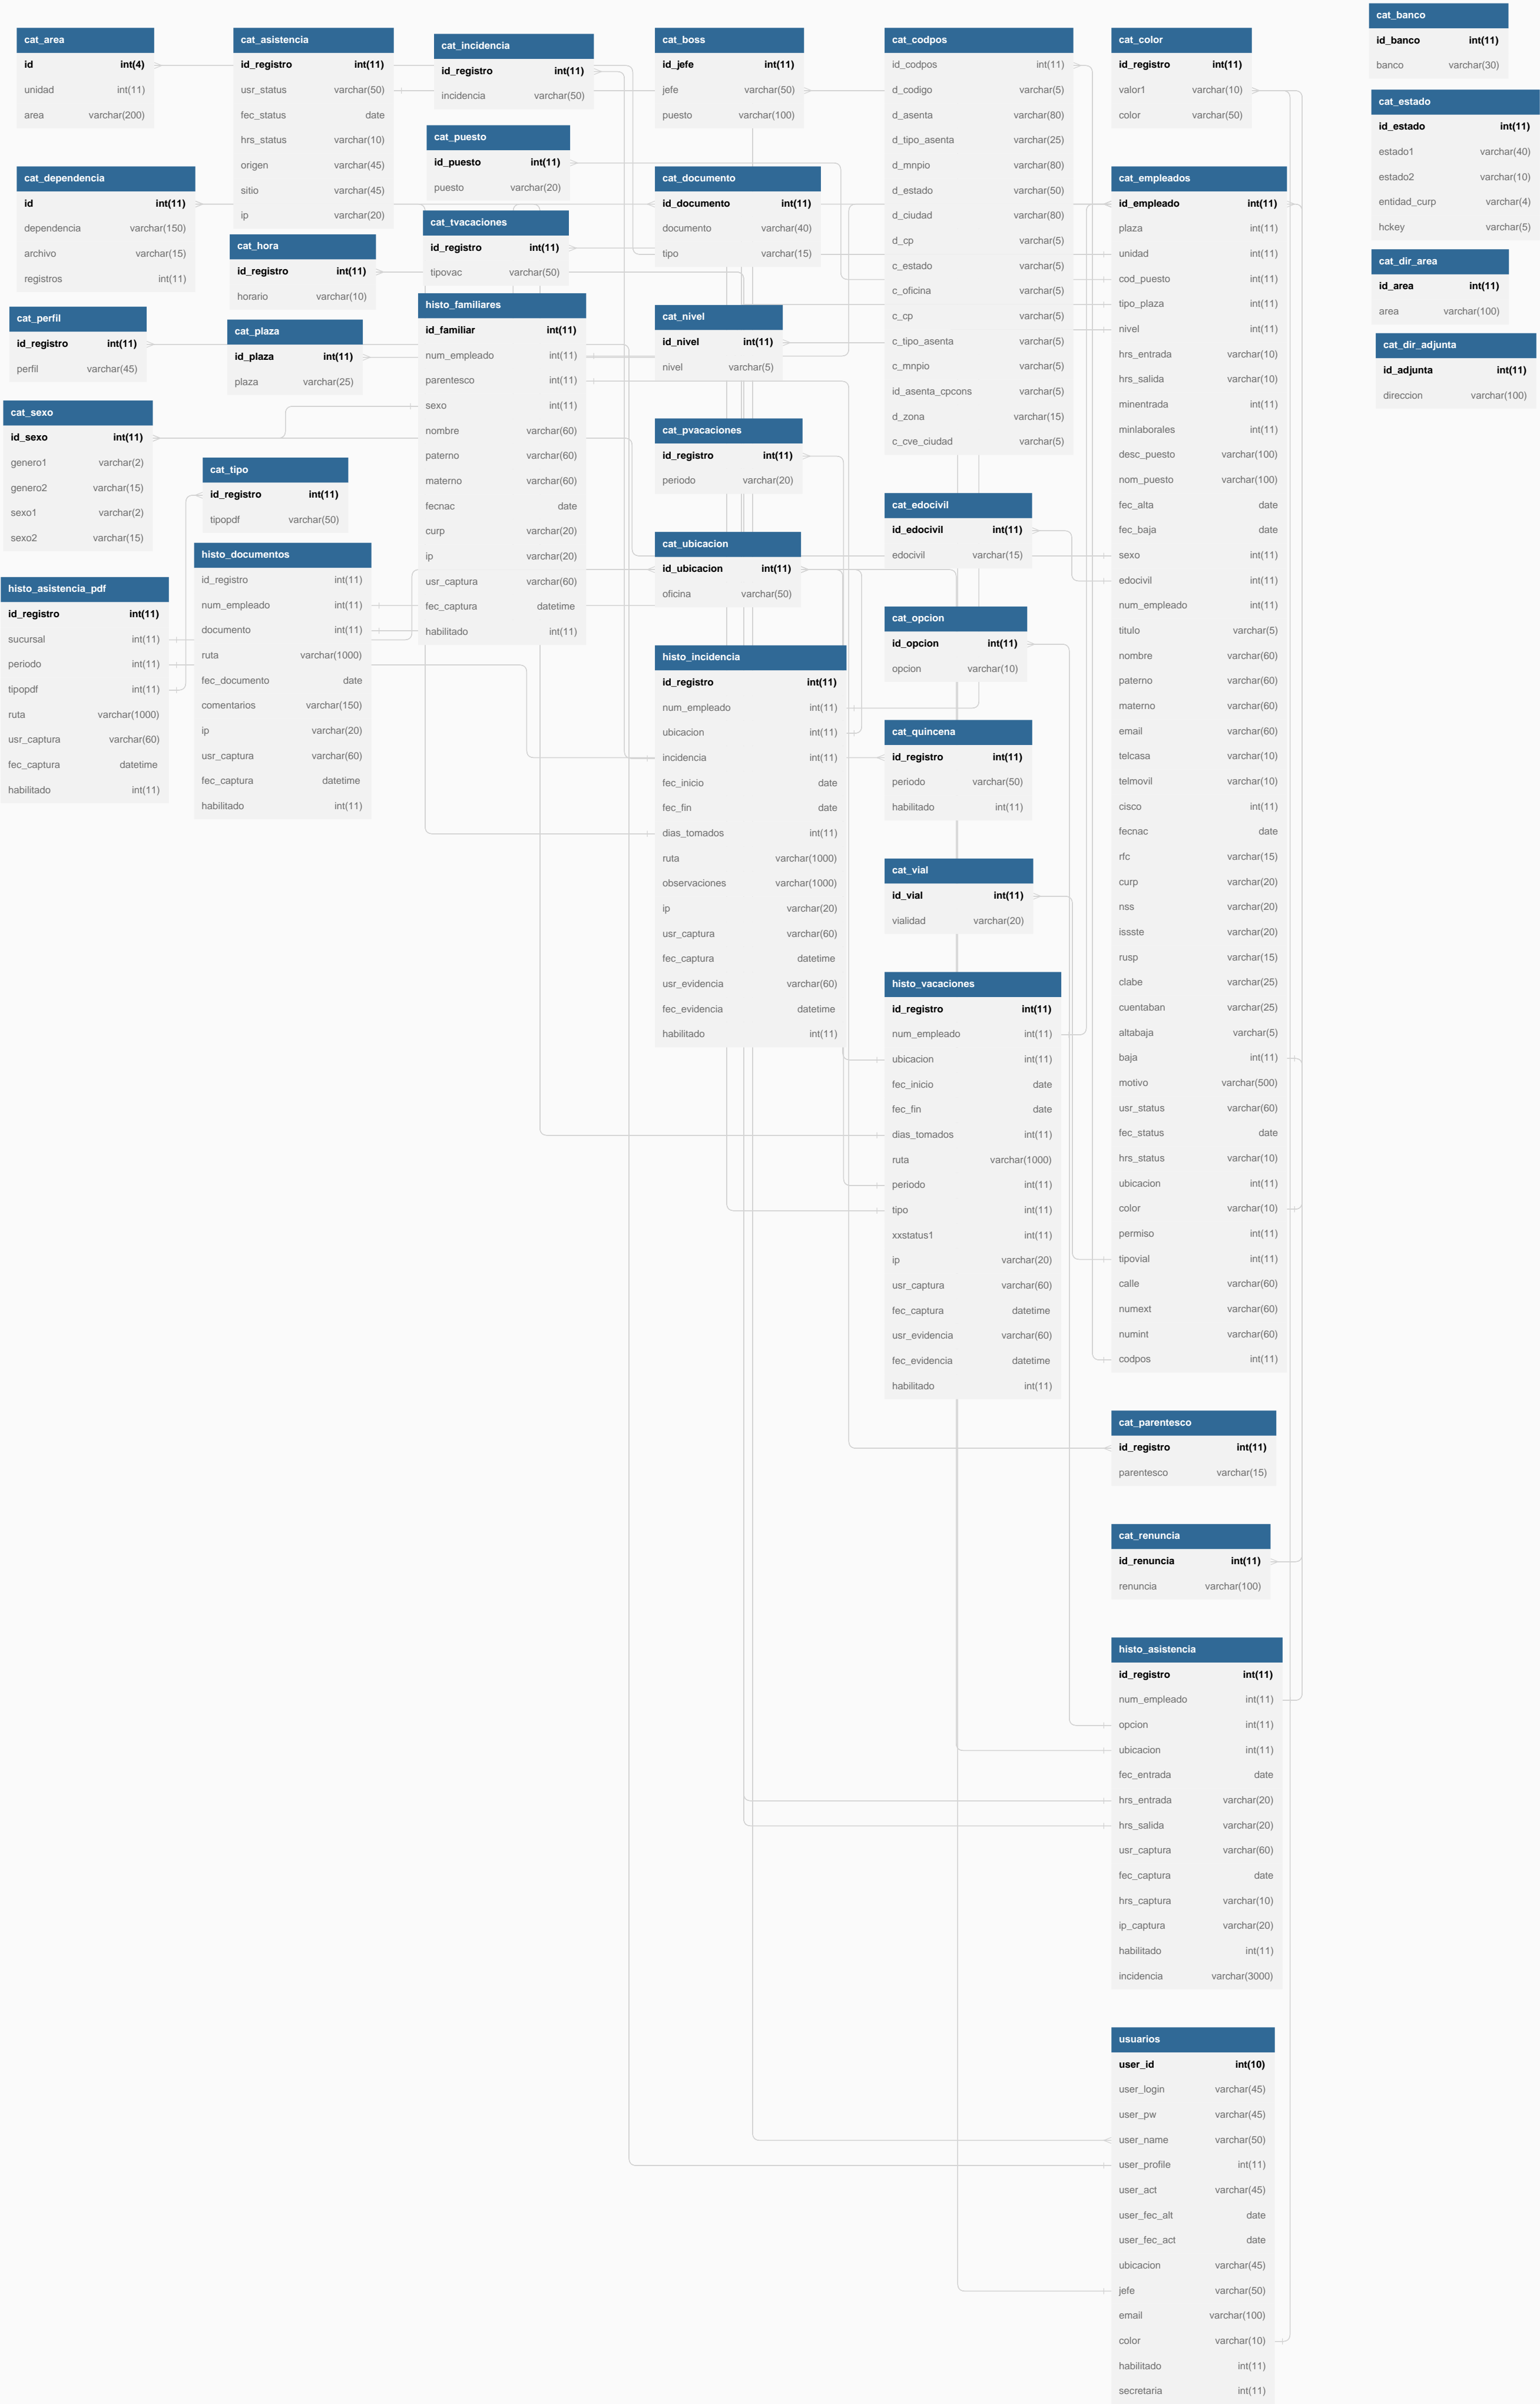 cat_area
id int(4)
unidad int(11)
area varchar(200)
cat_dependencia
id int(11)
dependencia varchar(150)
archivo varchar(15)
registros int(11)
cat_perfil
id_registro int(11)
perfil varchar(45)
cat_sexo
id_sexo int(11)
genero1 varchar(2)
genero2 varchar(15)
sexo1 varchar(2)
sexo2 varchar(15)
histo_asistencia_pdf
id_registro int(11)
sucursal int(11)
periodo int(11)
tipopdf int(11)
ruta varchar(1000)
usr_captura varchar(60)
fec_captura datetime
habilitado int(11)
cat_asistencia
id_registro int(11)
usr_status varchar(50)
fec_status date
hrs_status varchar(10)
origen varchar(45)
sitio varchar(45)
ip varchar(20)
cat_hora
id_registro int(11)
horario varchar(10)
cat_plaza
id_plaza int(11)
plaza varchar(25)
cat_tipo
id_registro int(11)
tipopdf varchar(50)
histo_documentos
id_registro int(11)
num_empleado int(11)
documento int(11)
ruta varchar(1000)
fec_documento date
comentarios varchar(150)
ip varchar(20)
usr_captura varchar(60)
fec_captura datetime
habilitado int(11)
cat_incidencia
id_registro int(11)
incidencia varchar(50)
cat_puesto
id_puesto int(11)
puesto varchar(20)
cat_tvacaciones
id_registro int(11)
tipovac varchar(50)
histo_familiares
id_familiar int(11)
num_empleado int(11)
parentesco int(11)
sexo int(11)
nombre varchar(60)
paterno varchar(60)
materno varchar(60)
fecnac date
curp varchar(20)
ip varchar(20)
usr_captura varchar(60)
fec_captura datetime
habilitado int(11)
cat_boss
id_jefe int(11)
jefe varchar(50)
puesto varchar(100)
cat_documento
id_documento int(11)
documento varchar(40)
tipo varchar(15)
cat_nivel
id_nivel int(11)
nivel varchar(5)
cat_pvacaciones
id_registro int(11)
periodo varchar(20)
cat_ubicacion
id_ubicacion int(11)
oficina varchar(50)
histo_incidencia
id_registro int(11)
num_empleado int(11)
ubicacion int(11)
incidencia int(11)
fec_inicio date
fec_fin date
dias_tomados int(11)
ruta varchar(1000)
observaciones varchar(1000)
ip varchar(20)
usr_captura varchar(60)
fec_captura datetime
usr_evidencia varchar(60)
fec_evidencia datetime
habilitado int(11)
cat_codpos
id_codpos int(11)
d_codigo varchar(5)
d_asenta varchar(80)
d_tipo_asenta varchar(25)
d_mnpio varchar(80)
d_estado varchar(50)
d_ciudad varchar(80)
d_cp varchar(5)
c_estado varchar(5)
c_oficina varchar(5)
c_cp varchar(5)
c_tipo_asenta varchar(5)
c_mnpio varchar(5)
id_asenta_cpcons varchar(5)
d_zona varchar(15)
c_cve_ciudad varchar(5)
cat_edocivil
id_edocivil int(11)
edocivil varchar(15)
cat_opcion
id_opcion int(11)
opcion varchar(10)
cat_quincena
id_registro int(11)
periodo varchar(50)
habilitado int(11)
cat_vial
id_vial int(11)
vialidad varchar(20)
histo_vacaciones
id_registro int(11)
num_empleado int(11)
ubicacion int(11)
fec_inicio date
fec_fin date
dias_tomados int(11)
ruta varchar(1000)
periodo int(11)
tipo int(11)
xxstatus1 int(11)
ip varchar(20)
usr_captura varchar(60)
fec_captura datetime
usr_evidencia varchar(60)
fec_evidencia datetime
habilitado int(11)
cat_color
id_registro int(11)
valor1 varchar(10)
color varchar(50)
cat_empleados
id_empleado int(11)
plaza int(11)
unidad int(11)
cod_puesto int(11)
tipo_plaza int(11)
nivel int(11)
hrs_entrada varchar(10)
hrs_salida varchar(10)
minentrada int(11)
minlaborales int(11)
desc_puesto varchar(100)
nom_puesto varchar(100)
fec_alta date
fec_baja date
sexo int(11)
edocivil int(11)
num_empleado int(11)
titulo varchar(5)
nombre varchar(60)
paterno varchar(60)
materno varchar(60)
email varchar(60)
telcasa varchar(10)
telmovil varchar(10)
cisco int(11)
fecnac date
rfc varchar(15)
curp varchar(20)
nss varchar(20)
issste varchar(20)
rusp varchar(15)
clabe varchar(25)
cuentaban varchar(25)
altabaja varchar(5)
baja int(11)
motivo varchar(500)
usr_status varchar(60)
fec_status date
hrs_status varchar(10)
ubicacion int(11)
color varchar(10)
permiso int(11)
tipovial int(11)
calle varchar(60)
numext varchar(60)
numint varchar(60)
codpos int(11)
cat_parentesco
id_registro int(11)
parentesco varchar(15)
cat_renuncia
id_renuncia int(11)
renuncia varchar(100)
histo_asistencia
id_registro int(11)
num_empleado int(11)
opcion int(11)
ubicacion int(11)
fec_entrada date
hrs_entrada varchar(20)
hrs_salida varchar(20)
usr_captura varchar(60)
fec_captura date
hrs_captura varchar(10)
ip_captura varchar(20)
habilitado int(11)
incidencia varchar(3000)
usuarios
user_id int(10)
user_login varchar(45)
user_pw varchar(45)
user_name varchar(50)
user_profile int(11)
user_act varchar(45)
user_fec_alt date
user_fec_act date
ubicacion varchar(45)
jefe varchar(50)
email varchar(100)
color varchar(10)
habilitado int(11)
secretaria int(11)
cat_banco
id_banco int(11)
banco varchar(30)
cat_estado
id_estado int(11)
estado1 varchar(40)
estado2 varchar(10)
entidad_curp varchar(4)
hckey varchar(5)
cat_dir_area
id_area int(11)
area varchar(100)
cat_dir_adjunta
id_adjunta int(11)
direccion varchar(100)